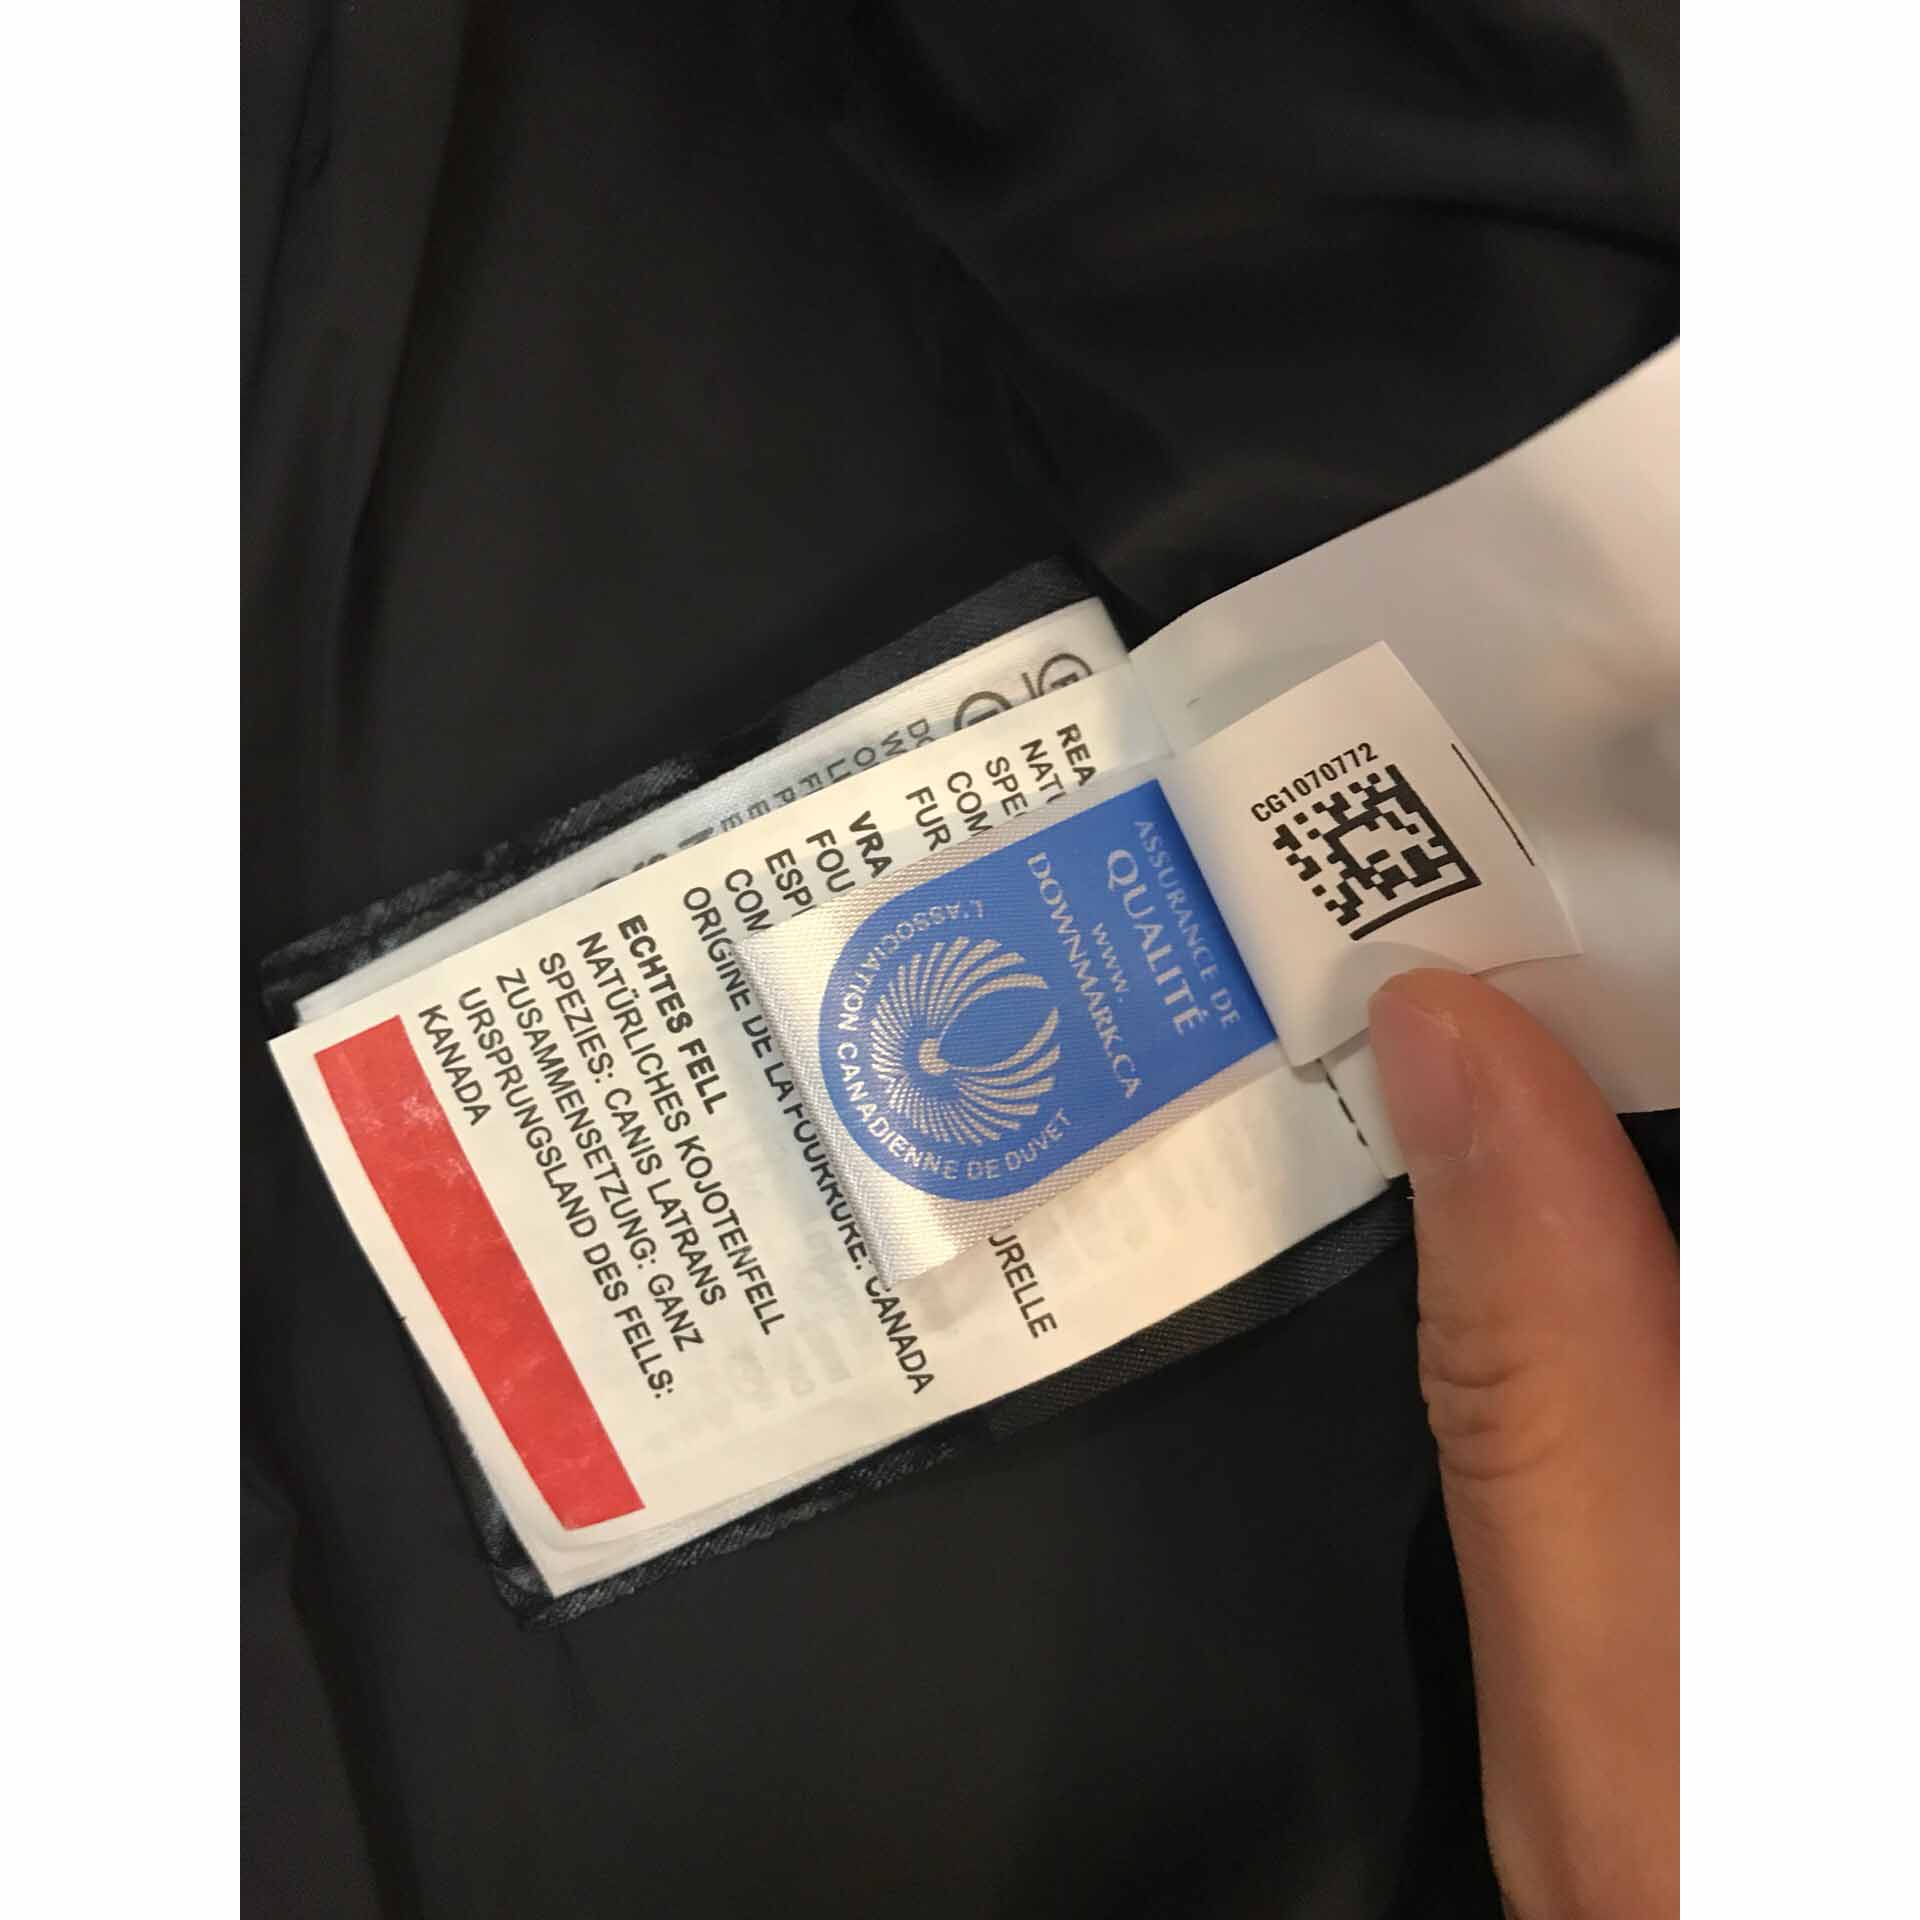 CG1070772
ASSURANCE DE
QUALITÉ
WWW.
DOWNMARK.CA
L'ASSOCIATION CANADIENNE DE DUVET
REA
NATU
SPE
COM
FUR
VRA
FOU
URELLE
ESP
COM
ORIGINE DE LA FOURRURE: CANADA
ECHTES FELL
NATÜRLICHES KOJOTENFELL
SPEZIES: CANIS LATRANS
ZUSAMMENSETZUNG: GANZ
URSPRUNGSLAND DES FELLS:
KANADA